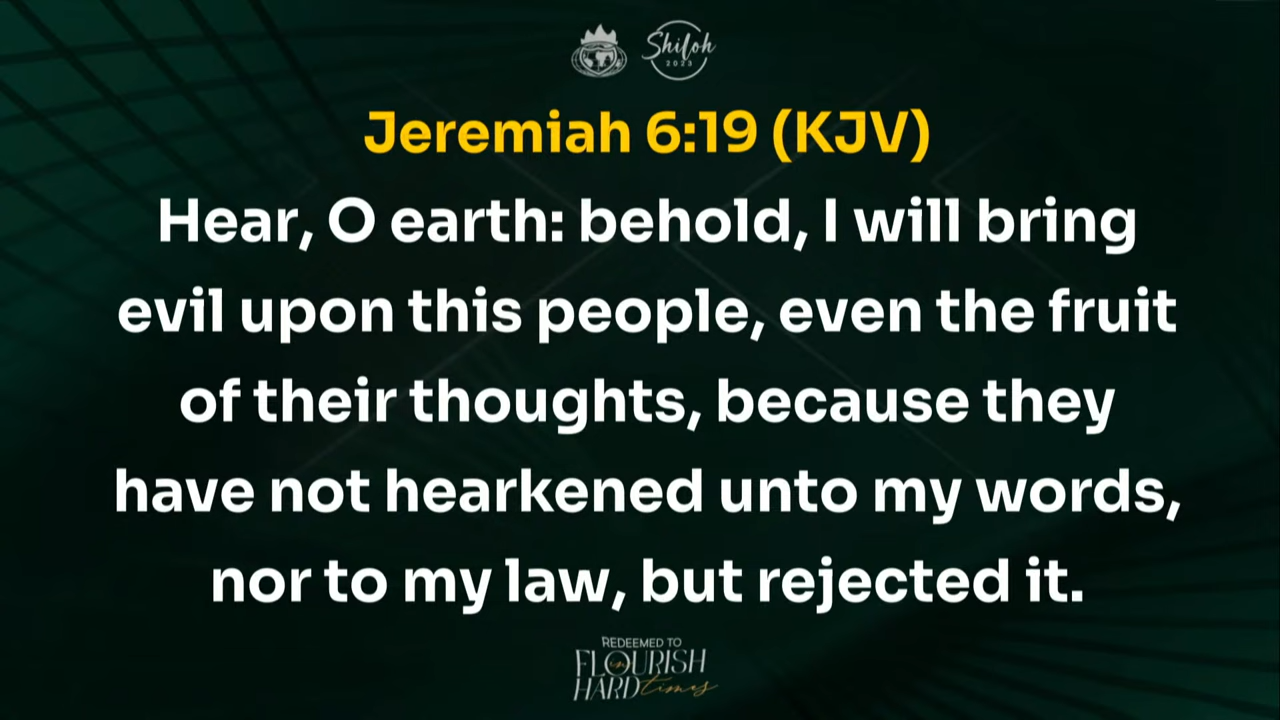 Shiloh
2023
Jeremiah 6:19 (KJV)
Hear, O earth: behold, I will bring
evil upon this people, even the fruit
of their thoughts, because they
have not hearkened unto my words,
nor to my law, but rejected it.
REDEEMED TO
FLOURISH
in
HARD times